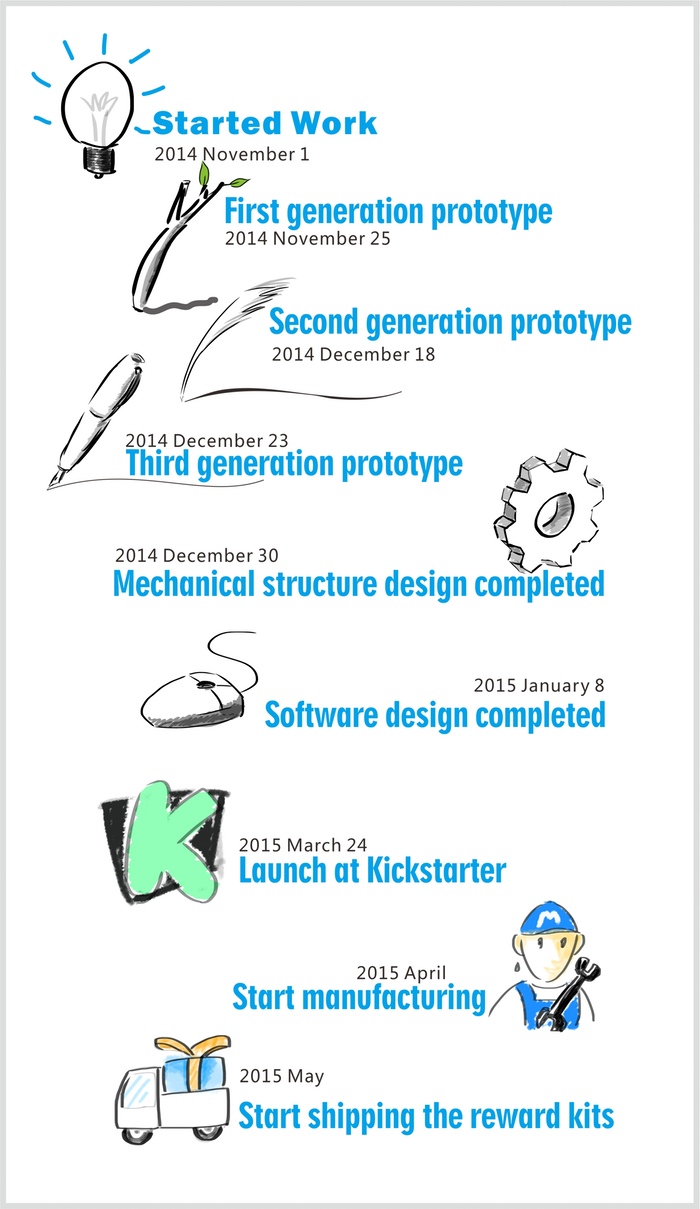 Started Work
2014 November 1
First generation prototype
2014 November 25
Second generation prototype
2014 December 18
2014 December 23
Third generation prototype
2014 December 30
Mechanical structure design completed
2015 January 8
Software design completed
K
2015 March 24
Launch at Kickstarter
M
2015 April
Start manufacturing
2015 May
Start shipping the reward kits